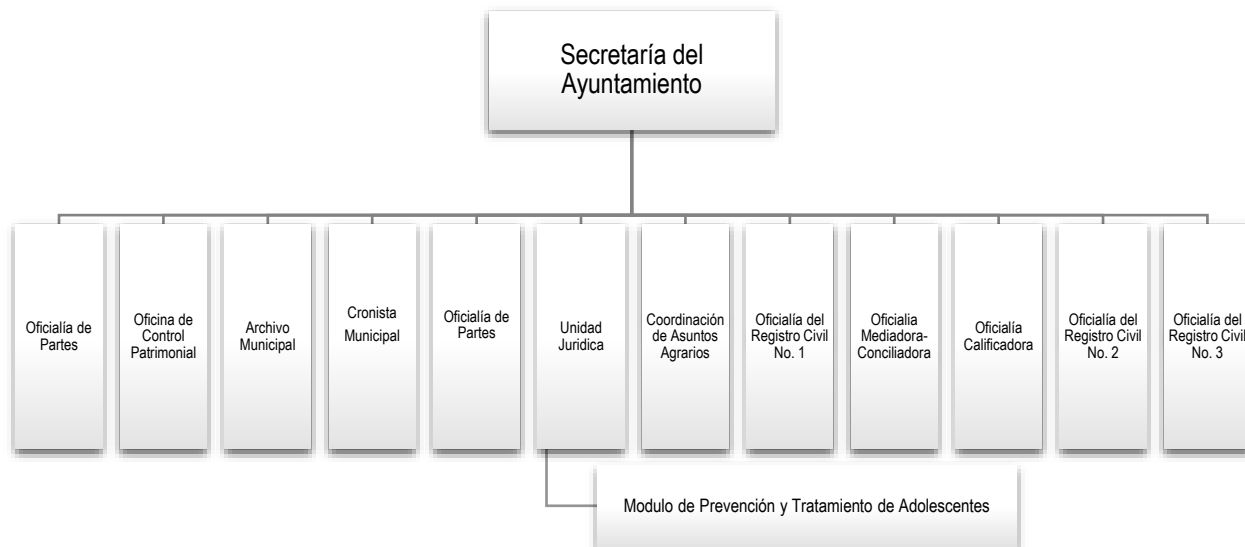 Secretaría del
Ayuntamiento
Oficialía de
Partes
Oficina de
Control
Patrimonial
Archivo
Municipal
Cronista
Municipal
Oficialía de
Partes
Unidad
Juridica
Coordinación
de Asuntos
Agrarios
Oficialía del
Registro Civil
No. 1
Oficialia
Mediadora-
Conciliadora
Oficialía
Calificadora
Oficialía del
Registro Civil
No. 2
Oficialía del
Registro Civil
No. 3
Modulo de Prevención y Tratamiento de Adolescentes